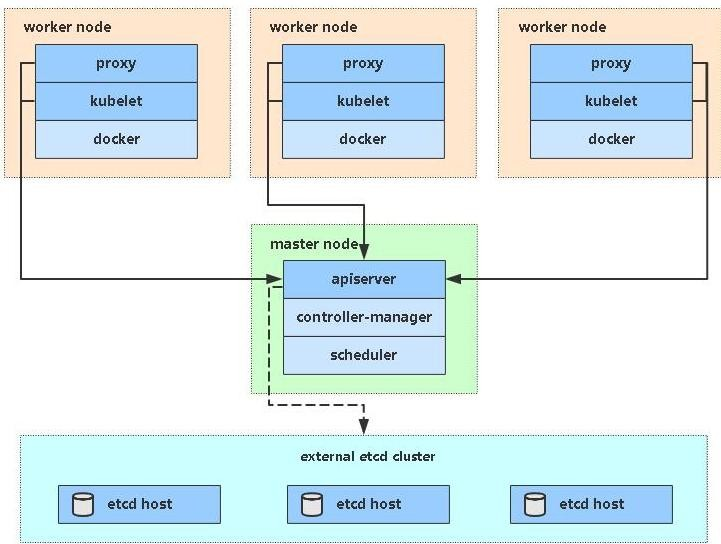 worker node
proxy
kubelet
docker
worker node
proxy
kubelet
docker
worker node
proxy
kubelet
docker
master node
apiserver
controller-manager
scheduler
external etcd cluster
etcd host
etcd host
etcd host